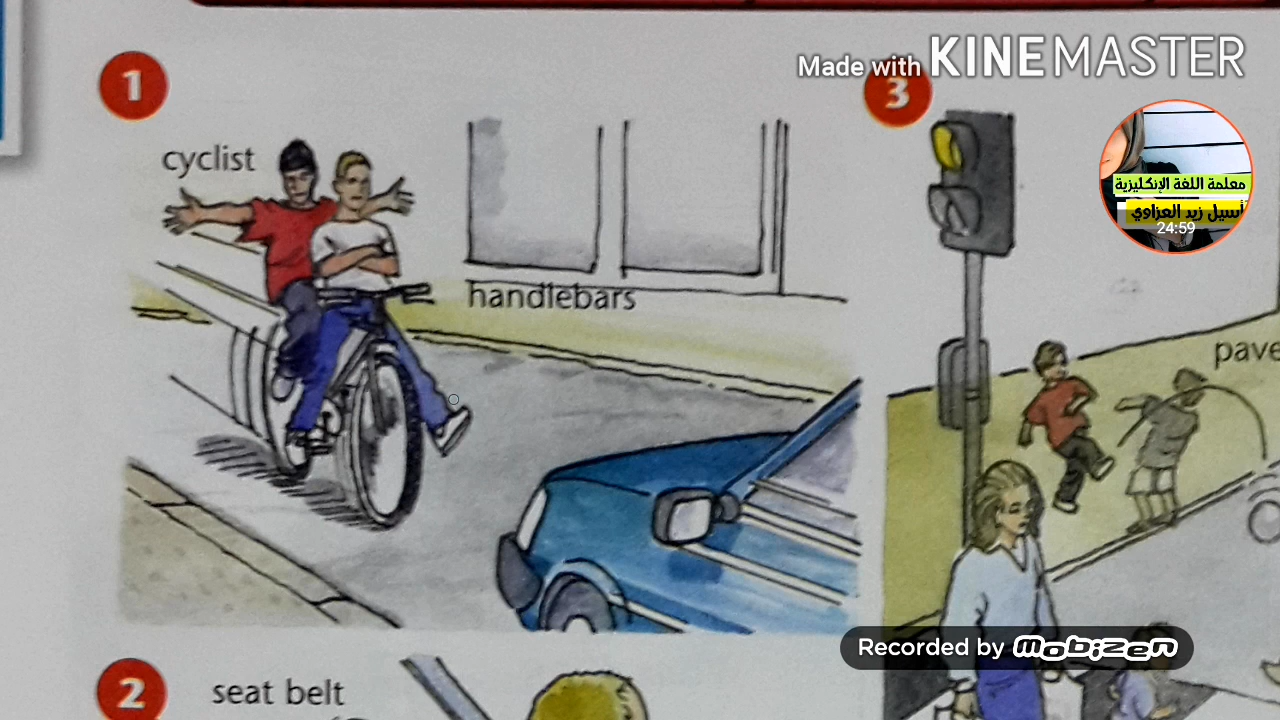 1
cyclist
handlebars
Made with KINEMASTER
3
معلمة اللغة الإنكليزية
أسيل زيد العزاوي
24:59
pave
Recorded by mobizen
2
seat belt